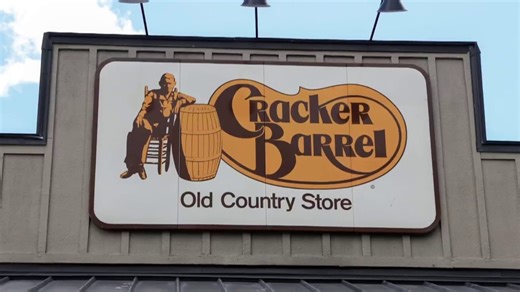 Cracker
Barrel
Old Country Store